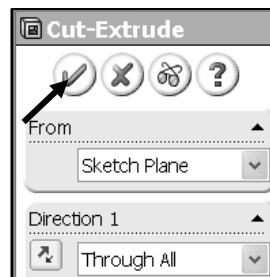 Cut-Extrude
?
From
Sketch Plane
Direction 1
Through All